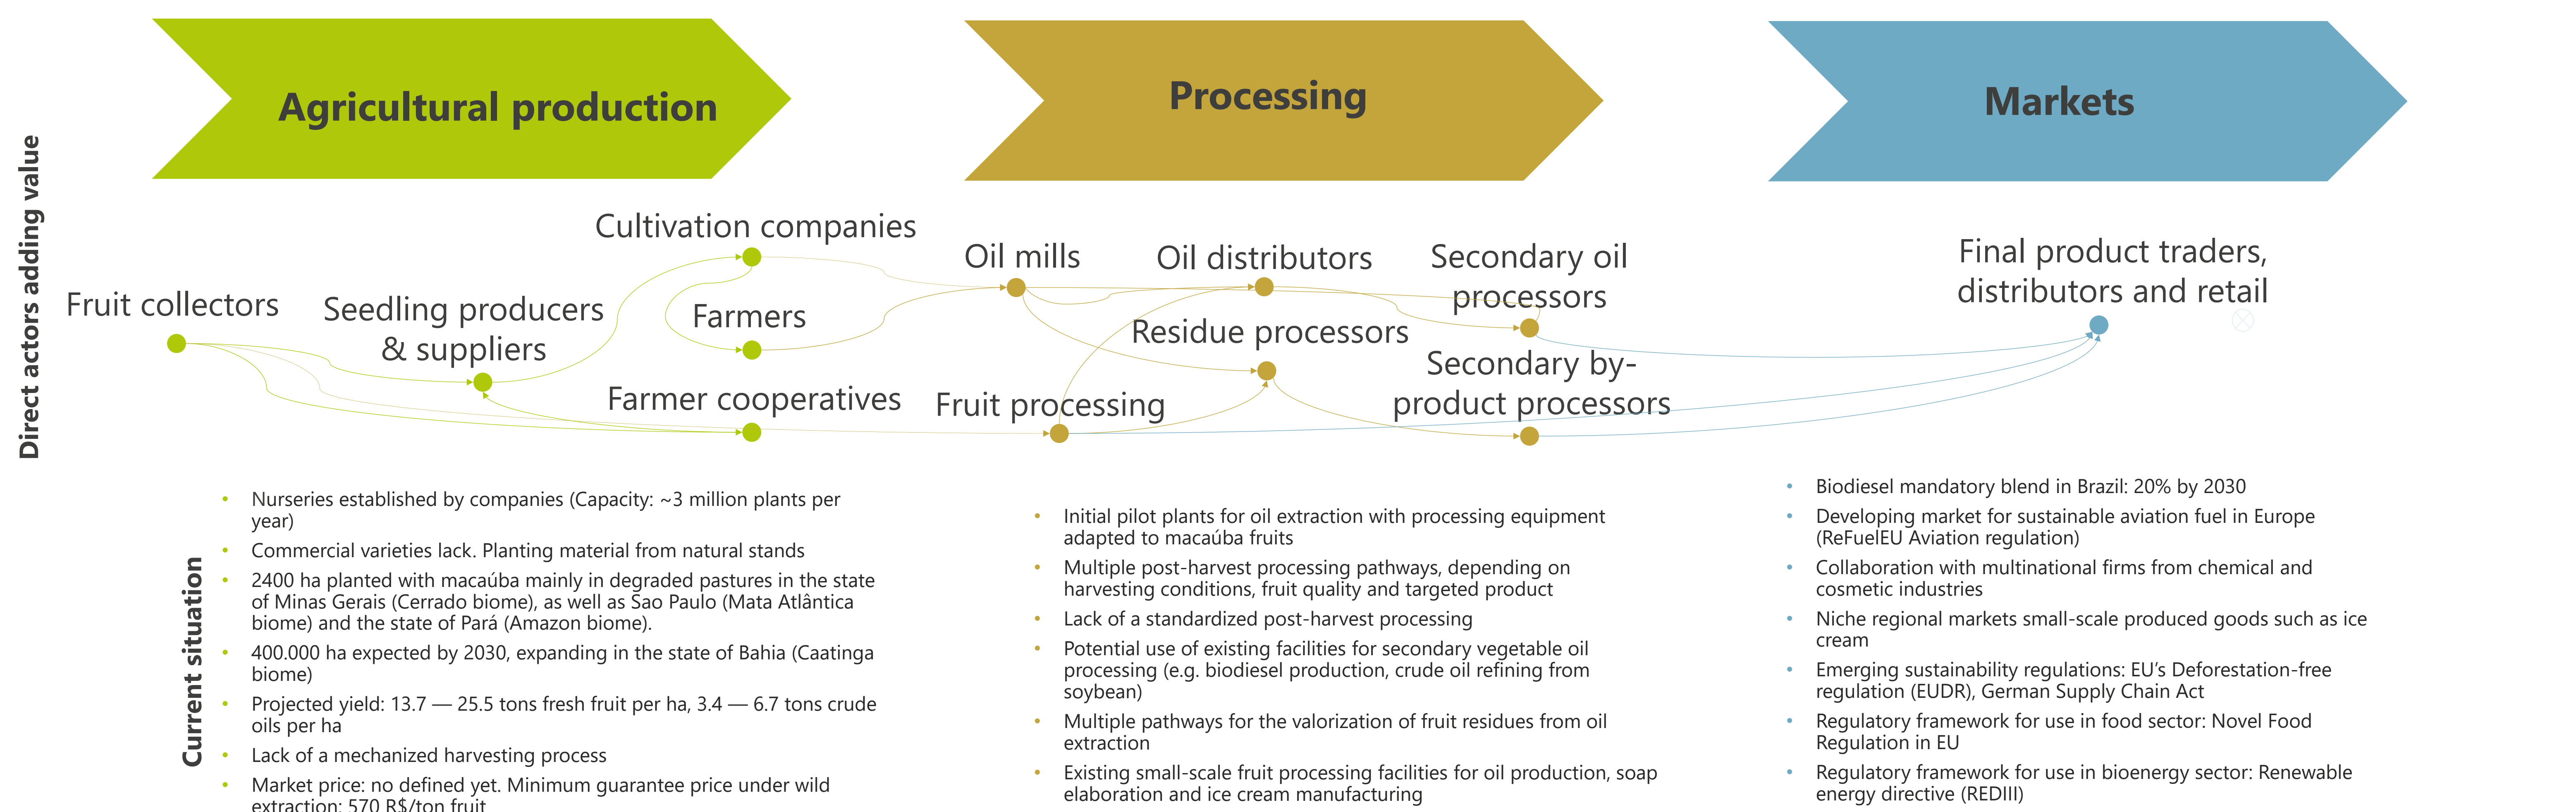 Agricultural production
Processing
Markets
Direct actors adding value
Fruit collectors
Seedling producers
& suppliers
Cultivation companies
Farmers
Farmer cooperatives
Oil mills
Oil distributors
Secondary oil
processors
Residue processors
Fruit processing
Secondary by-
product processors
Final product traders,
distributors and retail
Current situation
• Nurseries established by companies (Capacity: ~3 million plants per
year)
• Commercial varieties lack. Planting material from natural stands
• 2400 ha planted with macaúba mainly in degraded pastures in the state
of Minas Gerais (Cerrado biome), as well as Sao Paulo (Mata Atlântica
biome) and the state of Pará (Amazon biome).
• 400.000 ha expected by 2030, expanding in the state of Bahia (Caatinga
biome)
• Projected yield: 13.7 — 25.5 tons fresh fruit per ha, 3.4 — 6.7 tons crude
oils per ha
• Lack of a mechanized harvesting process
• Market price: no defined yet. Minimum guarantee price under wild
extraction: 570 R$/ton fruit
• Initial pilot plants for oil extraction with processing equipment
adapted to macaúba fruits
• Multiple post-harvest processing pathways, depending on
harvesting conditions, fruit quality and targeted product
• Lack of a standardized post-harvest processing
• Potential use of existing facilities for secondary vegetable oil
processing (e.g. biodiesel production, crude oil refining from
soybean)
• Multiple pathways for the valorization of fruit residues from oil
extraction
• Existing small-scale fruit processing facilities for oil production, soap
elaboration and ice cream manufacturing
• Biodiesel mandatory blend in Brazil: 20% by 2030
• Developing market for sustainable aviation fuel in Europe
(ReFuelEU Aviation regulation)
• Collaboration with multinational firms from chemical and
cosmetic industries
• Niche regional markets small-scale produced goods such as ice
cream
• Emerging sustainability regulations: EU’s Deforestation-free
regulation (EUDR), German Supply Chain Act
• Regulatory framework for use in food sector: Novel Food
Regulation in EU
• Regulatory framework for use in bioenergy sector: Renewable
energy directive (REDIII)